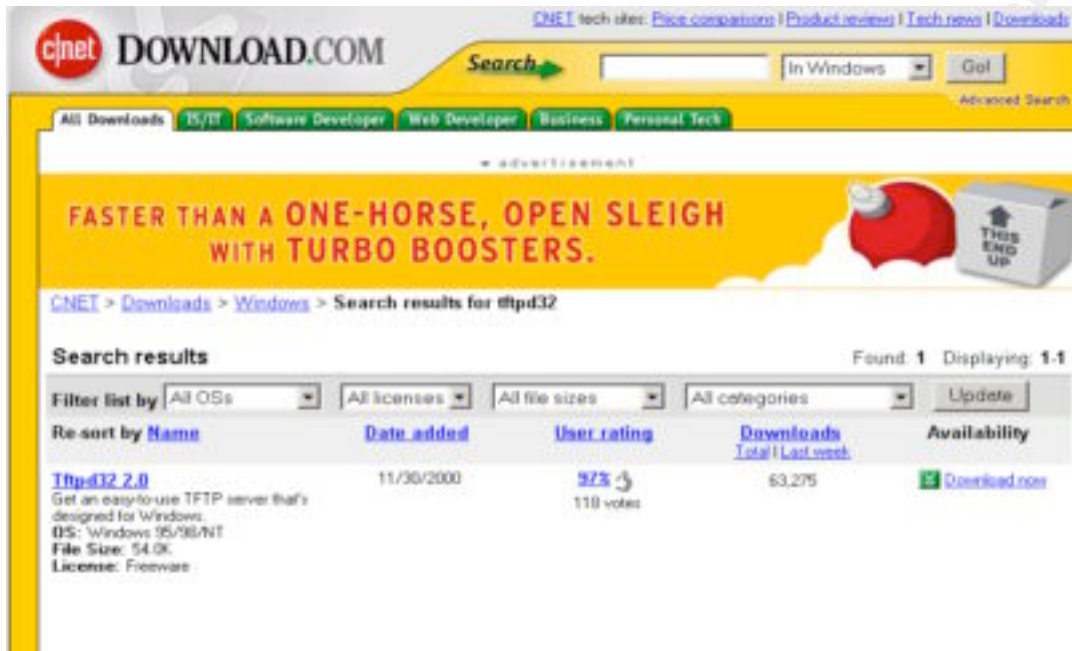 CNET tech sites: Price comparisons | Product reviews | Tech news | Downloads
c|net DOWNLOAD.COM
Search In Windows Go!
Advanced Search
All Downloads IS/IT Software Developer Web Developer Business Personal Tech
advertisement
FASTER THAN A ONE-HORSE, OPEN SLEIGH
WITH TURBO BOOSTERS.
THIS
END
UP
CNET > Downloads > Windows > Search results for tftpd32
Search results Found: 1 Displaying: 1-1
Filter list by All OSs All licenses All file sizes All categories Update
Re-sort by Name Date added User rating Downloads Availability
Total | Last week
Tftpd32 2.0 11/30/2000 97% 63,275 Download now
Get an easy-to-use TFTP server that's 118 votes
designed for Windows.
OS: Windows 95/98/NT
File Size: 54.0K
License: Freeware